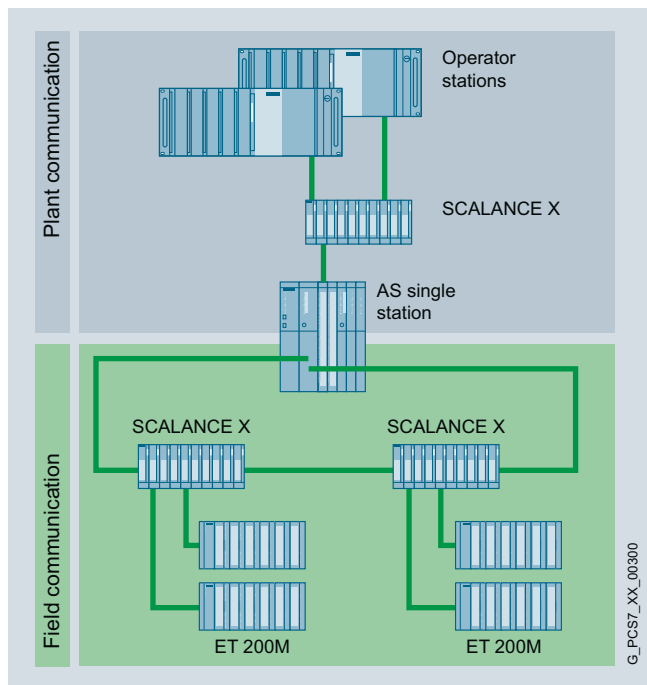 Plant communication
Operator
stations
SCALANCE X
AS single
station
Field communication
SCALANCE X
SCALANCE X
ET 200M
ET 200M
G_PCS7_XX_00300